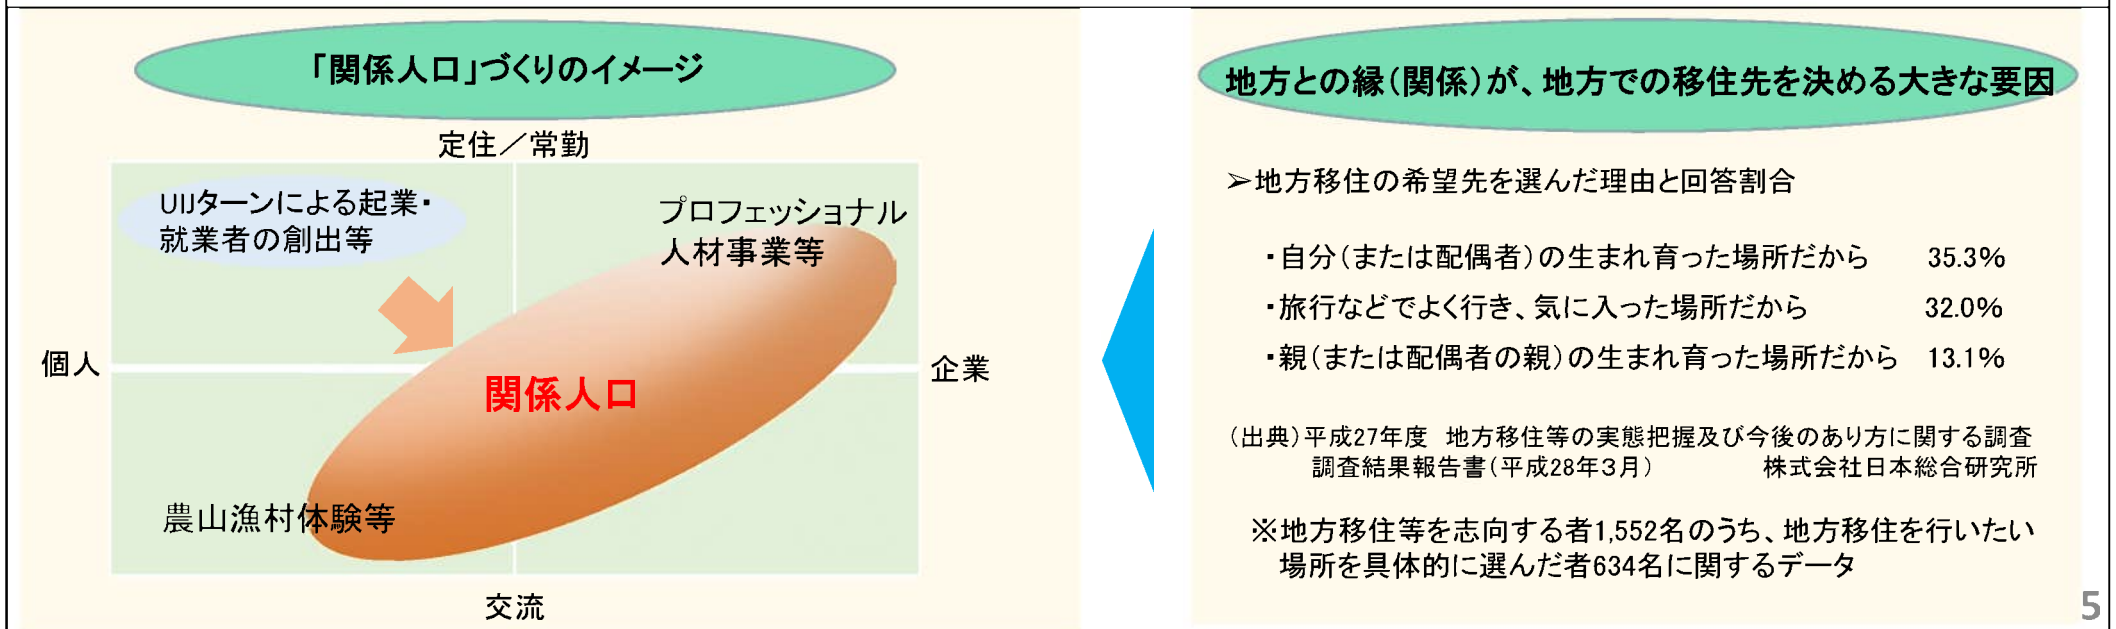 「関係人口」づくりのイメージ
定住／常勤
UIJターンによる起業・
就業者の創出等
プロフェッショナル
人材事業等
個人
企業
関係人口
農山漁村体験等
交流
地方との縁(関係)が、地方での移住先を決める大きな要因
➢地方移住の希望先を選んだ理由と回答割合
・自分(または配偶者)の生まれ育った場所だから 35.3%
・旅行などでよく行き、気に入った場所だから 32.0%
・親(または配偶者の親)の生まれ育った場所だから 13.1%
(出典)平成27年度 地方移住等の実態把握及び今後のあり方に関する調査
調査結果報告書(平成28年3月) 株式会社日本総合研究所
※地方移住等を志向する者1,552名のうち、地方移住を行いたい
場所を具体的に選んだ者634名に関するデータ
5